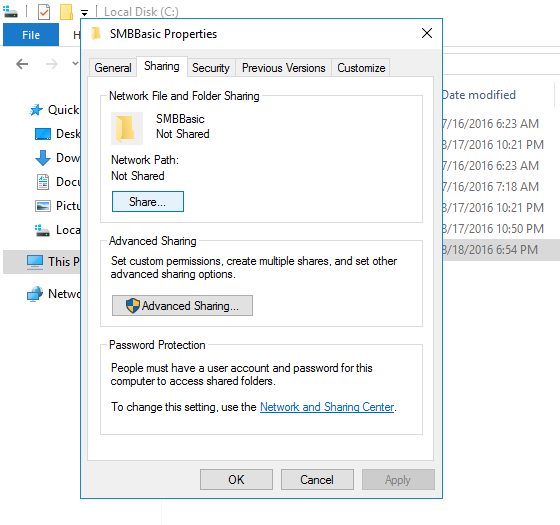 Local Disk (C:)
File
H
SMBBasic Properties
General Sharing Security Previous Versions Customize
Network File and Folder Sharing
SMBBasic
Not Shared
Network Path:
Not Shared
Share...
Advanced Sharing
Set custom permissions, create multiple shares, and set other
advanced sharing options.
Advanced Sharing...
Password Protection
People must have a user account and password for this
computer to access shared folders.
To change this setting, use the Network and Sharing Center.
OK Cancel Apply
Quick
Desk
Dow
Docu
Pictu
Loca
This P
Netwo
Date modified
7/16/2016 6:23 AM
8/17/2016 10:21 PM
7/16/2016 6:23 AM
7/16/2016 7:18 AM
8/17/2016 10:21 PM
8/17/2016 10:50 PM
8/18/2016 6:54 PM